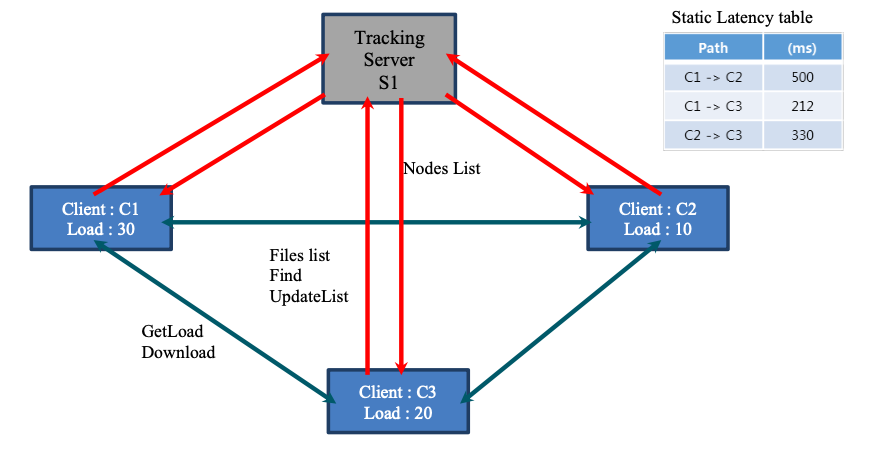 Static Latency table
Path (ms)
C1 -> C2 500
C1 -> C3 212
C2 -> C3 330
Tracking
Server
S1
Nodes List
Client : C1
Load : 30
Client : C2
Load : 10
Files list
Find
UpdateList
GetLoad
Download
Client : C3
Load : 20